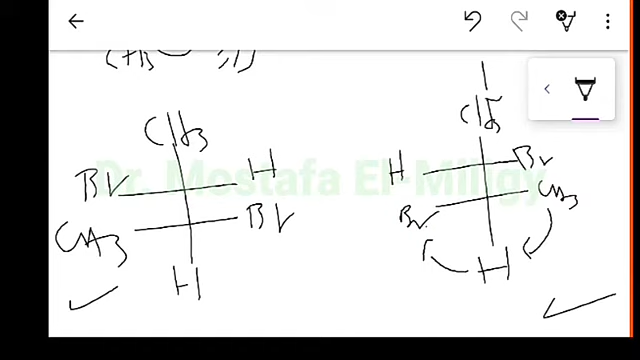 CH3 CH3
Br H H Br
Dr. Mostafa El-Miligy
CH3 Br Br CH3
H H